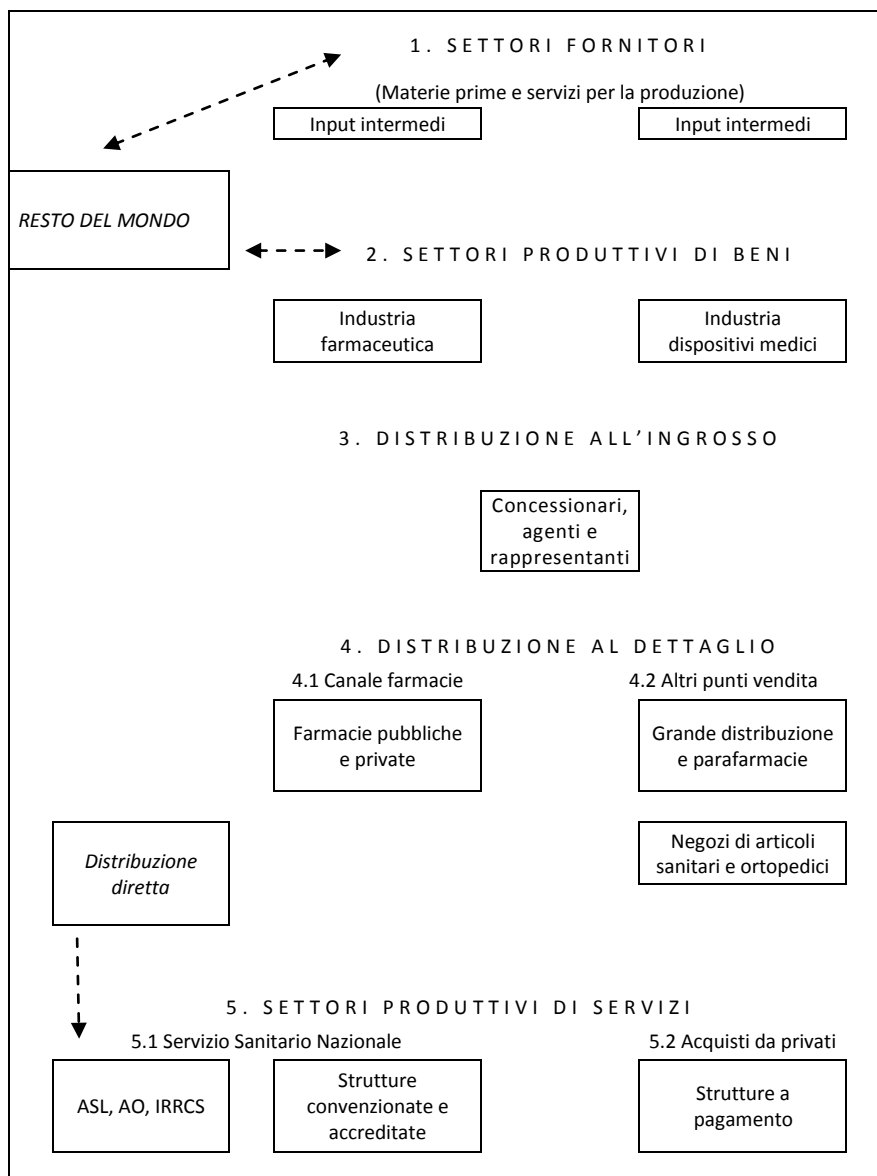 1. SETTORI FORNITORI
(Materie prime e servizi per la produzione)
Input intermedi
Input intermedi
RESTO DEL MONDO
2. SETTORI PRODUTTIVI DI BENI
Industria
farmaceutica
Industria
dispositivi medici
3. DISTRIBUZIONE ALL’INGROSSO
Concessionari,
agenti e
rappresentanti
4. DISTRIBUZIONE AL DETTAGLIO
4.1 Canale farmacie
4.2 Altri punti vendita
Farmacie pubbliche
e private
Grande distribuzione
e parafarmacie
Distribuzione
diretta
Negozi di articoli
sanitari e ortopedici
5. SETTORI PRODUTTIVI DI SERVIZI
5.1 Servizio Sanitario Nazionale
5.2 Acquisti da privati
ASL, AO, IRRCS
Strutture
convenzionate e
accreditate
Strutture a
pagamento